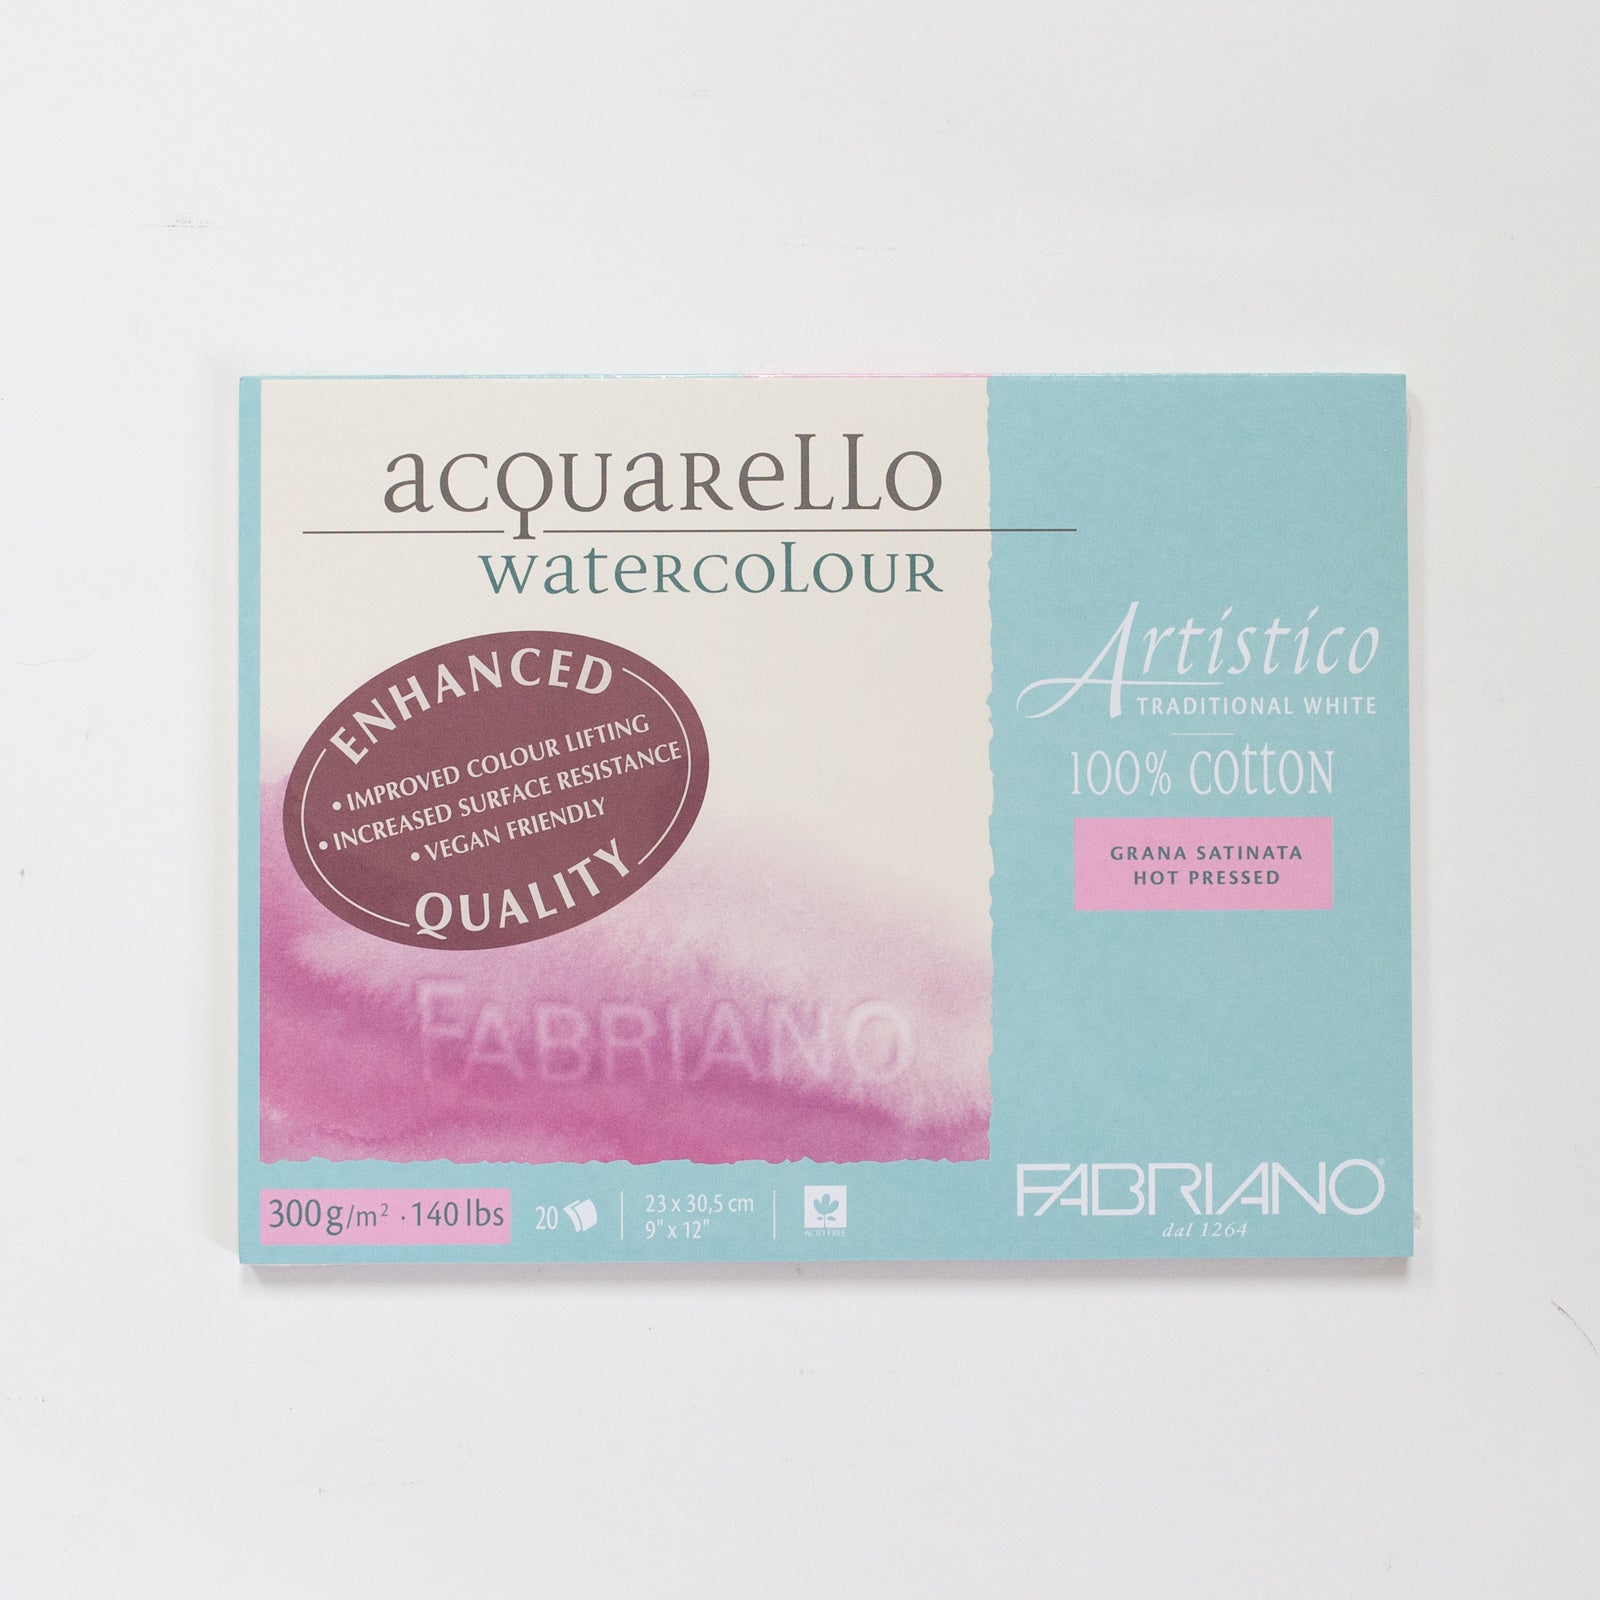 acquarello
watercolour
ENHANCED
• IMPROVED COLOUR LIFTING
• INCREASED SURFACE RESISTANCE
• VEGAN FRIENDLY
QUALITY
FABRIANO
Artistico
TRADITIONAL WHITE
100% cotton
GRANA SATINATA
HOT PRESSED
300g/m² · 140 lbs
20
23 x 30,5 cm
9" x 12"
ACID FREE
FABRIANO®
dal 1264